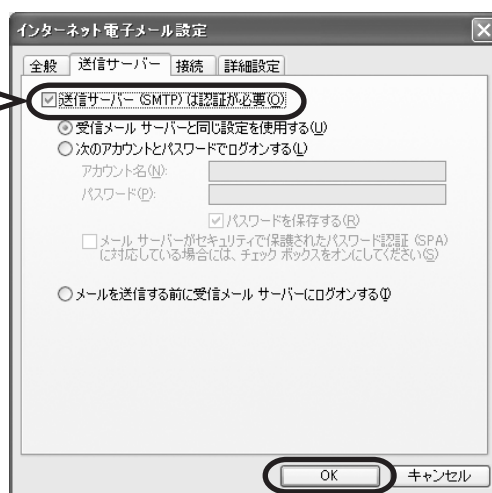 インターネット電子メール設定
全般 送信サーバー 接続 詳細設定
送信サーバー (SMTP) は認証が必要(O)
受信メール サーバーと同じ設定を使用する(U)
次のアカウントとパスワードでログオンする(L)
アカウント名(N):
パスワード(P):
パスワードを保存する(R)
メール サーバーがセキュリティで保護されたパスワード認証 (SPA)
に対応している場合には、チェック ボックスをオンにしてください(S)
メールを送信する前に受信メール サーバーにログオンする(I)
OK キャンセル